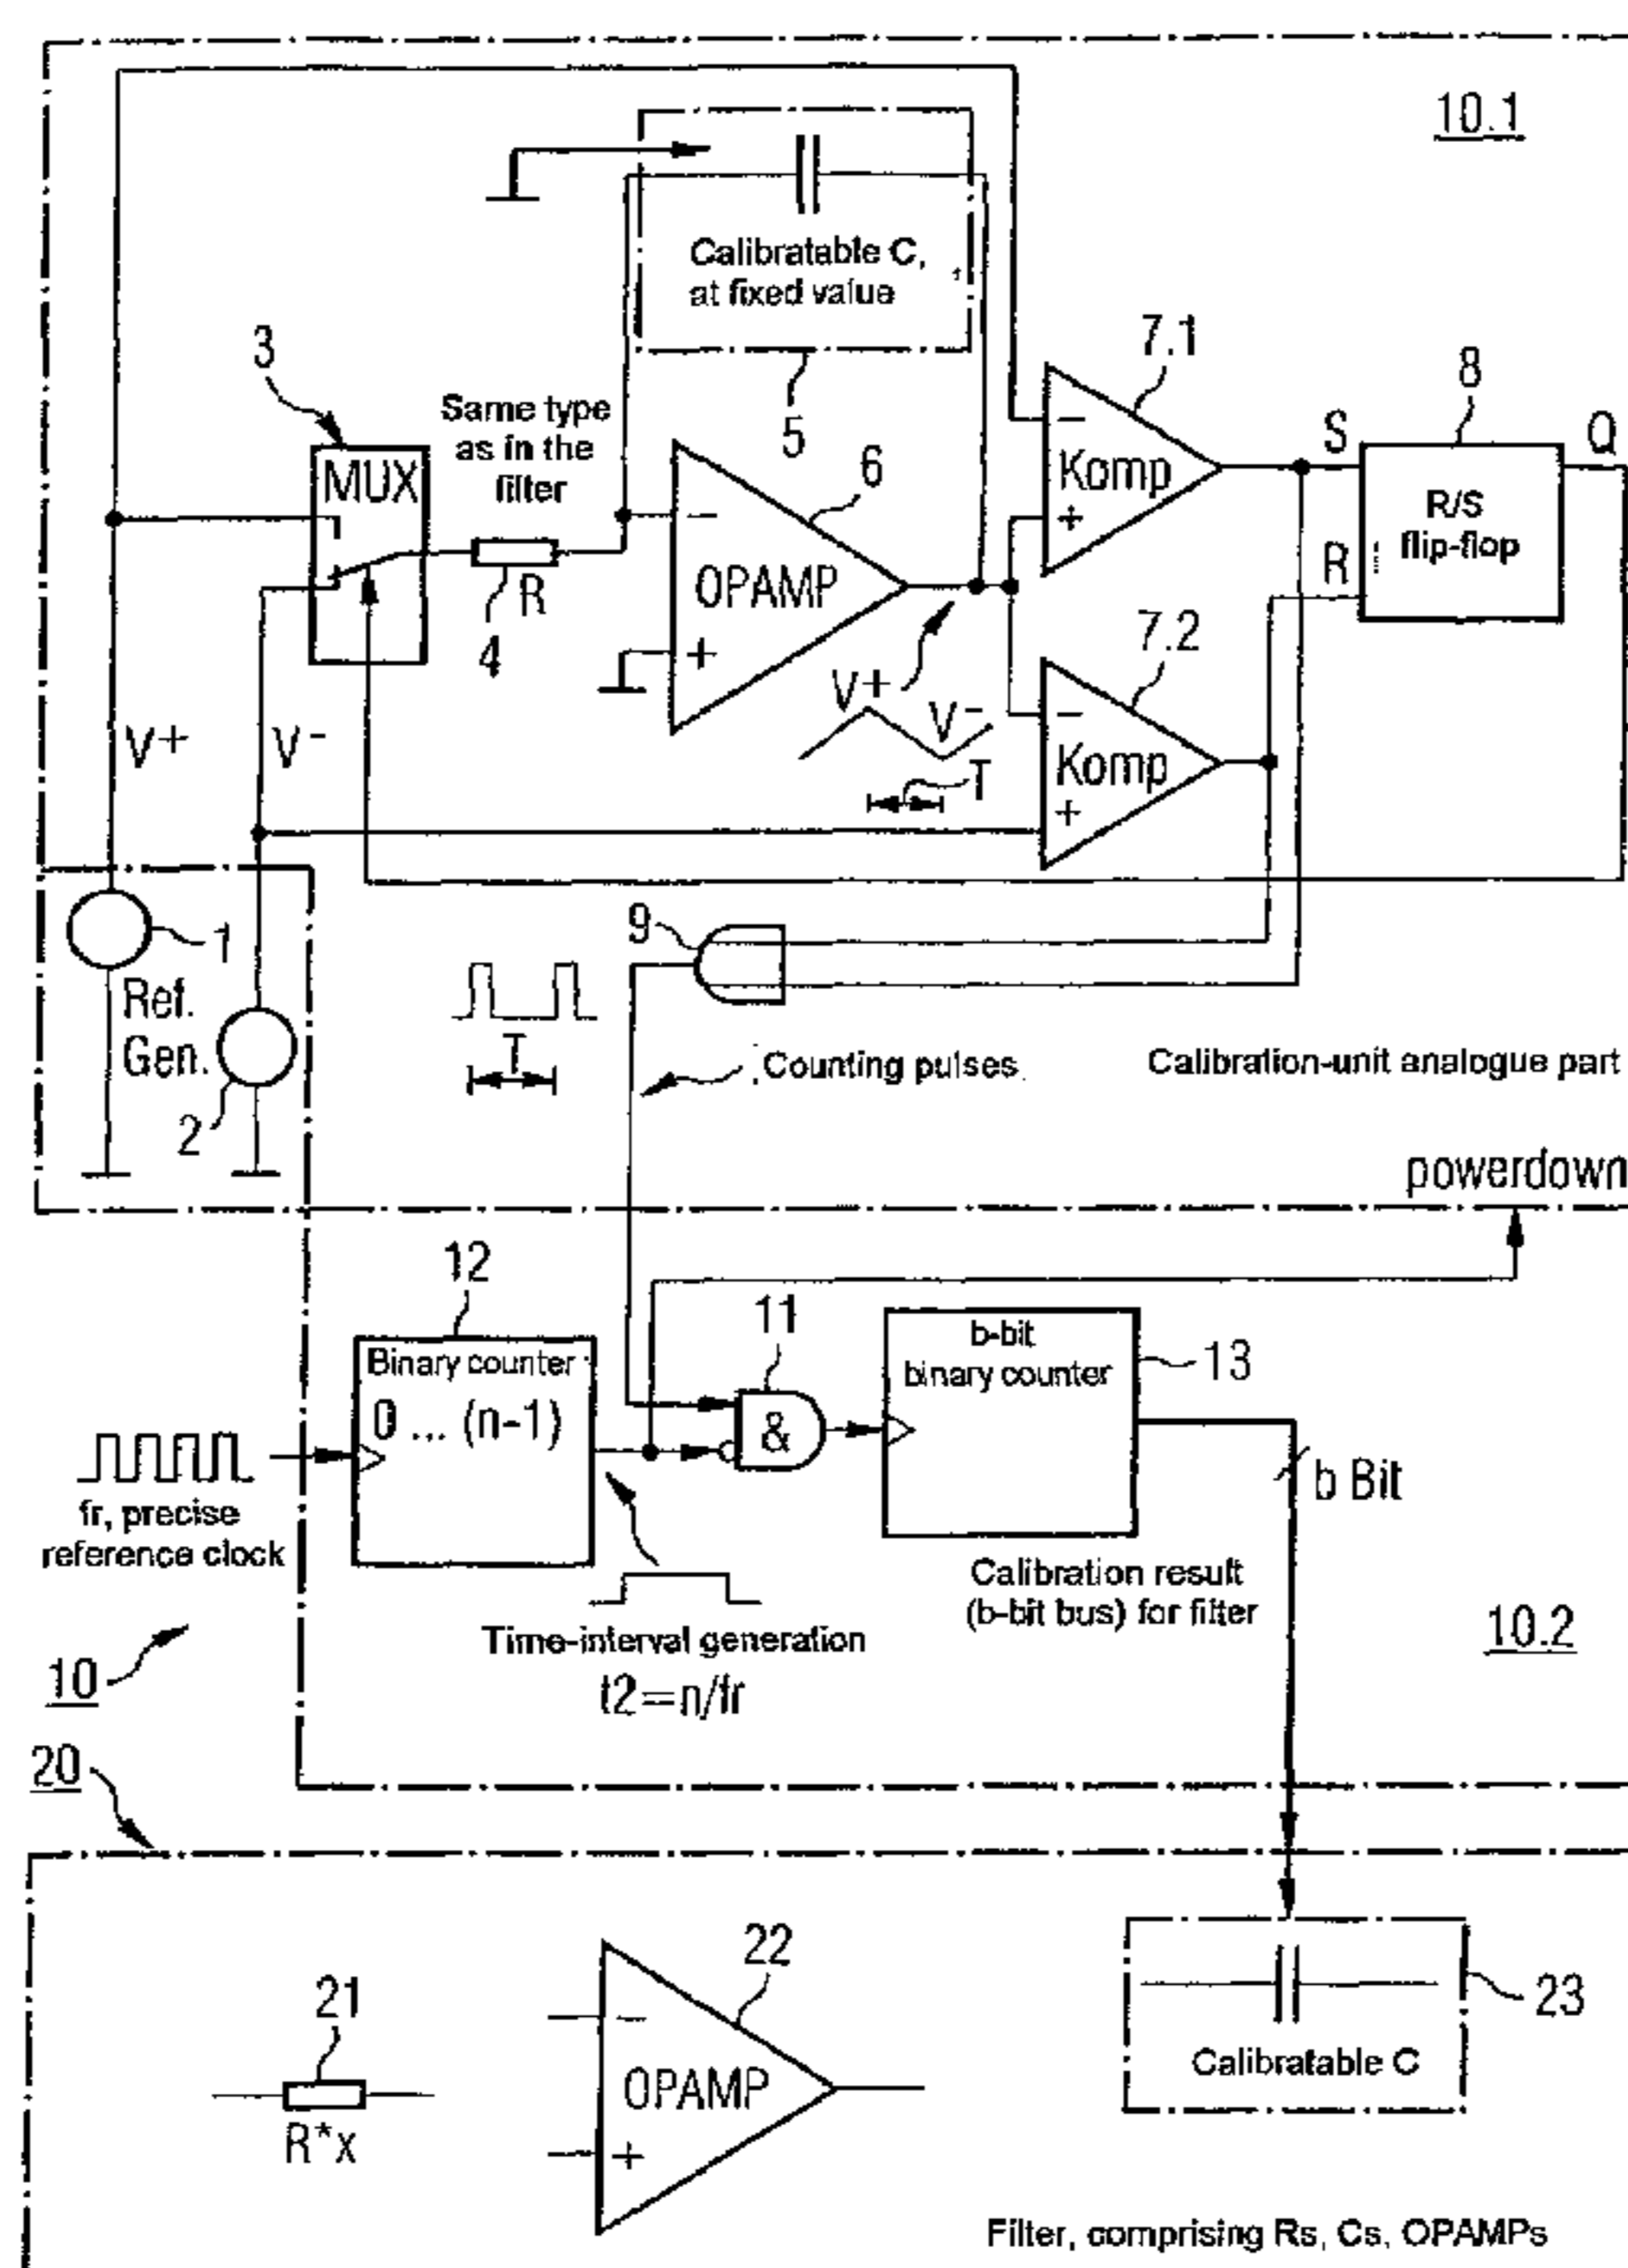 10.1
Calibratable C,
at fixed value
3
7.1
8
Same type
as in the
filter
5
S
Q
MUX
6
Komp
R/S
flip-flop
−
+
R
OPAMP
R
4
7.2
−
+
V+
V-
V+
V-
T
Komp
−
+
9
1
Ref.
Gen.
2
T
Counting pulses
Calibration-unit analogue part
powerdown
12
11
Binary counter
0 ... (n-1)
&
b-bit
binary counter
13
b Bit
fr, precise
reference clock
Calibration result
(b-bit bus) for filter
Time-interval generation
t2=n/fr
10.2
10
20
21
R*x
22
−
OPAMP
+
23
Calibratable C
Filter, comprising Rs, Cs, OPAMPs